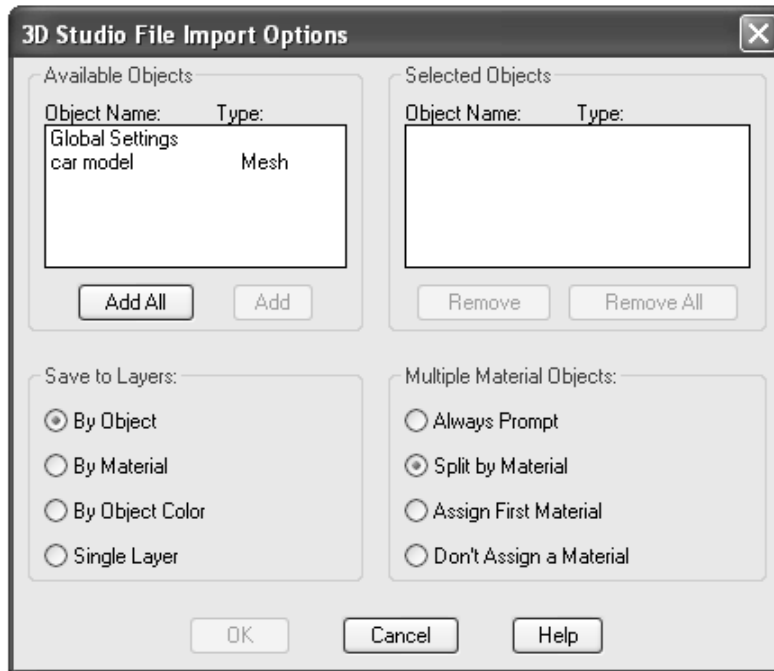 3D Studio File Import Options
Available Objects
Object Name: Type:
Global Settings
car model Mesh
Add All Add
Selected Objects
Object Name: Type:
Remove Remove All
Save to Layers:
By Object
By Material
By Object Color
Single Layer
Multiple Material Objects:
Always Prompt
Split by Material
Assign First Material
Don't Assign a Material
OK Cancel Help